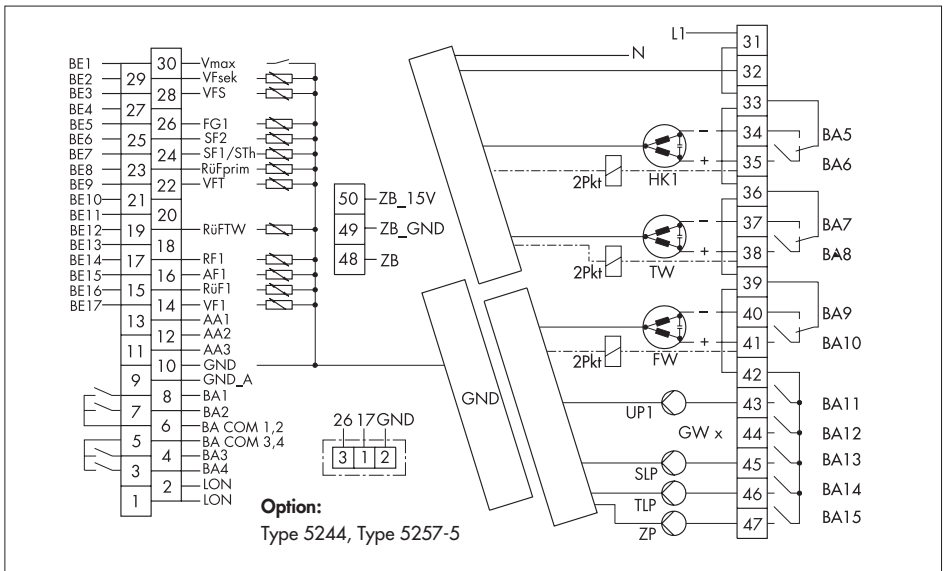 BE1 30 Vmax
BE2 29 VFsek
BE3 28 VFS
BE4 27
BE5 26 FG1
BE6 25 SF2
BE7 24 SF1/STh
BE8 23 RüFprim
BE9 22 VFT
BE10 21
BE11 20
BE12 19 RüFTW
BE13 18
BE14 17 RF1
BE15 16 AF1
BE16 15 RüF1
BE17 14 VF1
13 AA1
12 AA2
11 AA3
10 GND
9 GND_A
8 BA1
7 BA2
6 BA COM 1,2
5 BA COM 3,4
4 BA3
3 BA4
2 LON
1 LON
50 ZB_15V
49 ZB_GND
48 ZB
26 17 GND
3 1 2
Option:
Type 5244, Type 5257-5
GND
L1 31
N
32
33
− 34 BA5
+ 35 BA6
2Pkt HK1
36
− 37 BA7
+ 38 BA8
2Pkt TW
39
− 40 BA9
+ 41 BA10
2Pkt FW
42
UP1 43 BA11
GW x 44 BA12
SLP 45 BA13
TLP 46 BA14
ZP 47 BA15